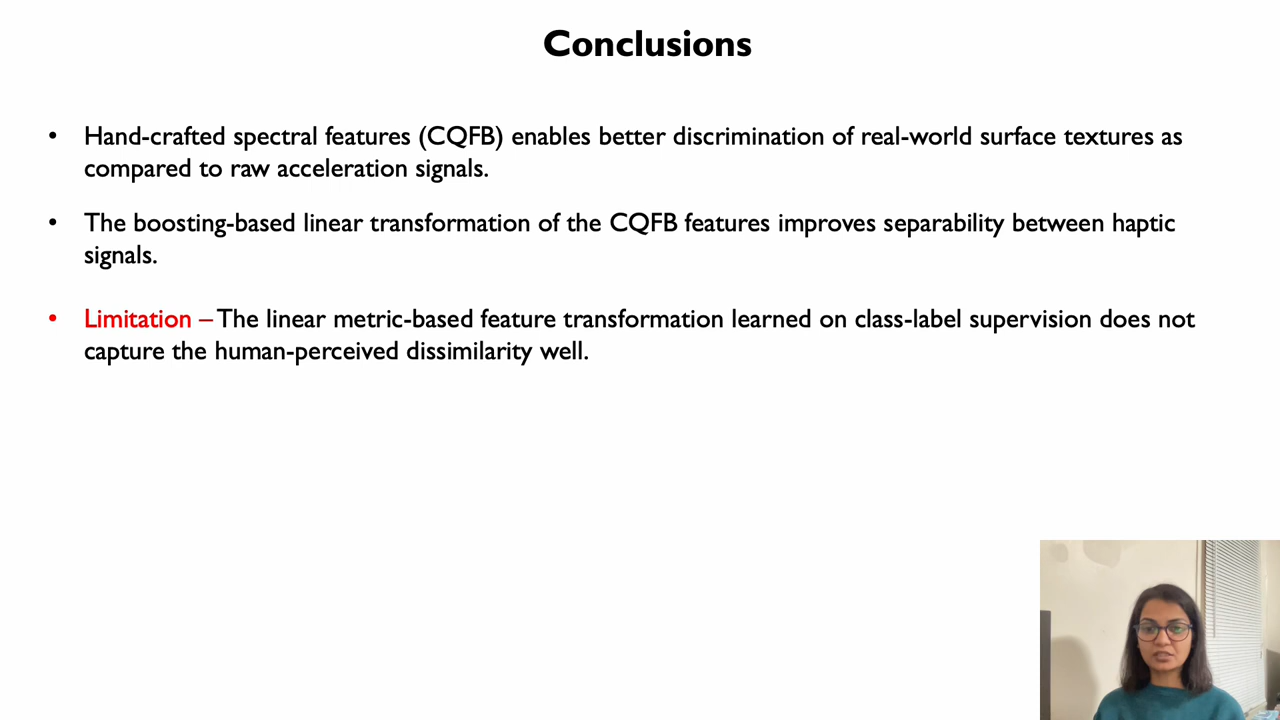 Conclusions
• Hand-crafted spectral features (CQFB) enables better discrimination of real-world surface textures as
compared to raw acceleration signals.
• The boosting-based linear transformation of the CQFB features improves separability between haptic
signals.
• Limitation – The linear metric-based feature transformation learned on class-label supervision does not
capture the human-perceived dissimilarity well.